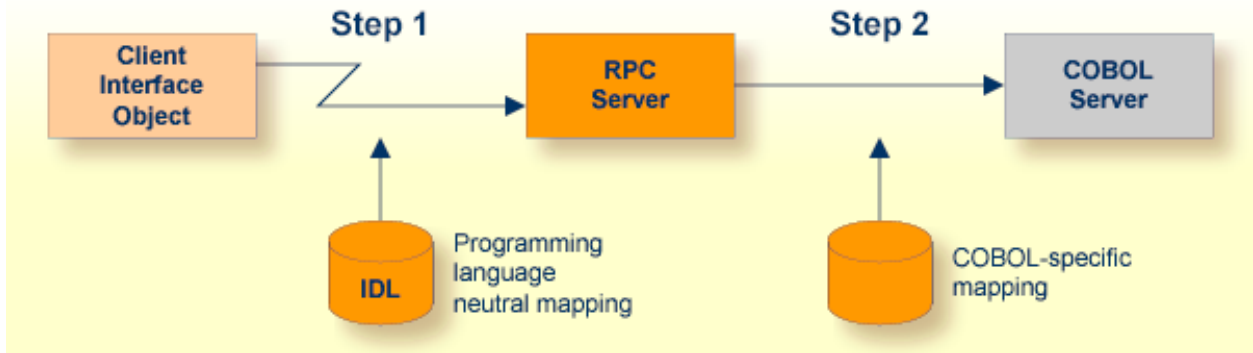 Step 1
Step 2
Client
Interface
Object
RPC
Server
COBOL
Server
IDL
Programming
language
neutral mapping
COBOL-specific
mapping